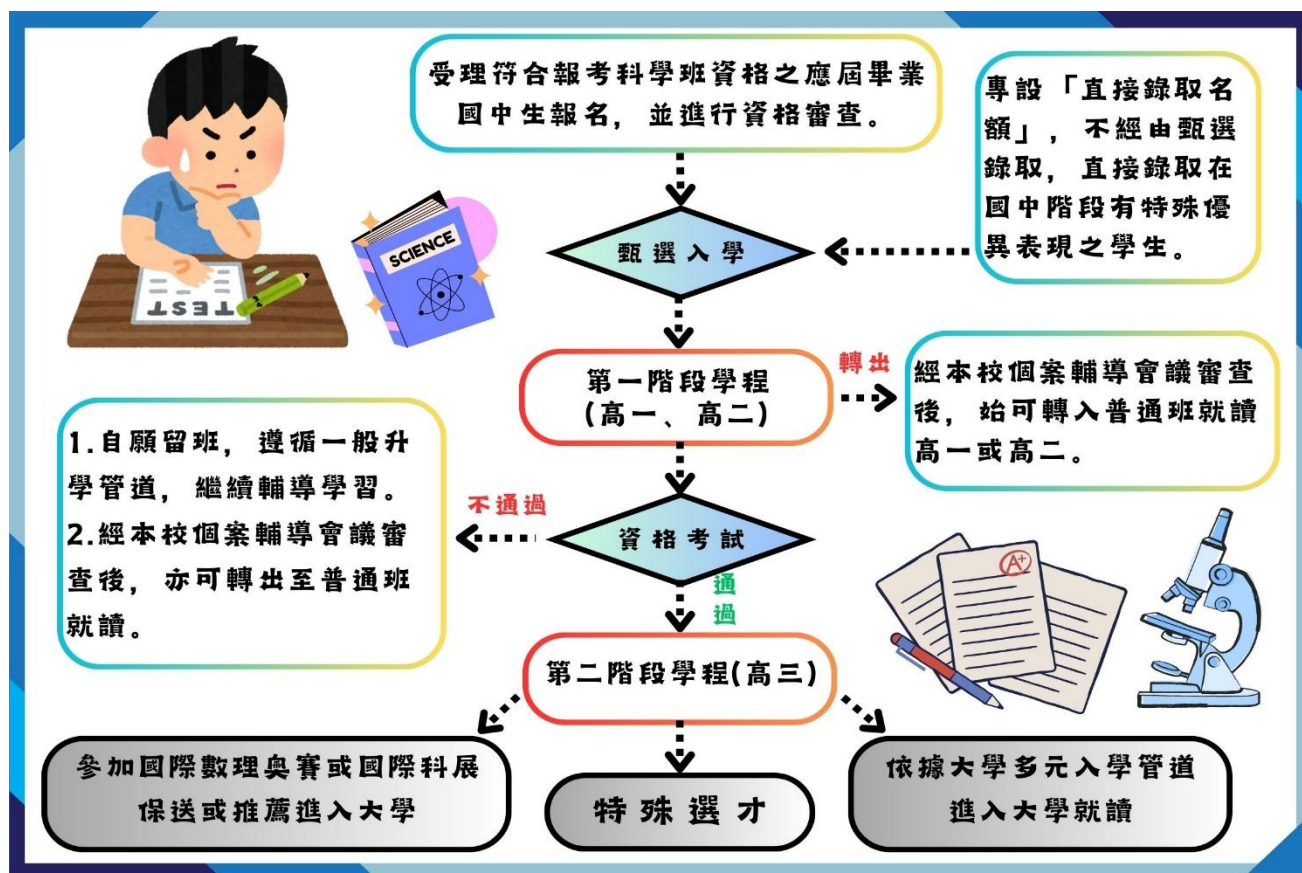 受理符合報考科學班資格之應屆畢業
國中生報名，並進行資格審查。
專設「直接錄取名
額」，不經由甄選
錄取，直接錄取在
國中階段有特殊優
異表現之學生。
SCIENCE
TEST
甄選入學
第一階段學程
(高一、高二)
轉出
經本校個案輔導會議審查
後，始可轉入普通班就讀
高一或高二。
1.自願留班，遵循一般升
學管道，繼續輔導學習。
2.經本校個案輔導會議審
查後，亦可轉出至普通班
就讀。
不通過
資格考試
通
過
A+
第二階段學程(高三)
參加國際數理奧賽或國際科展
保送或推薦進入大學
特殊選才
依據大學多元入學管道
進入大學就讀